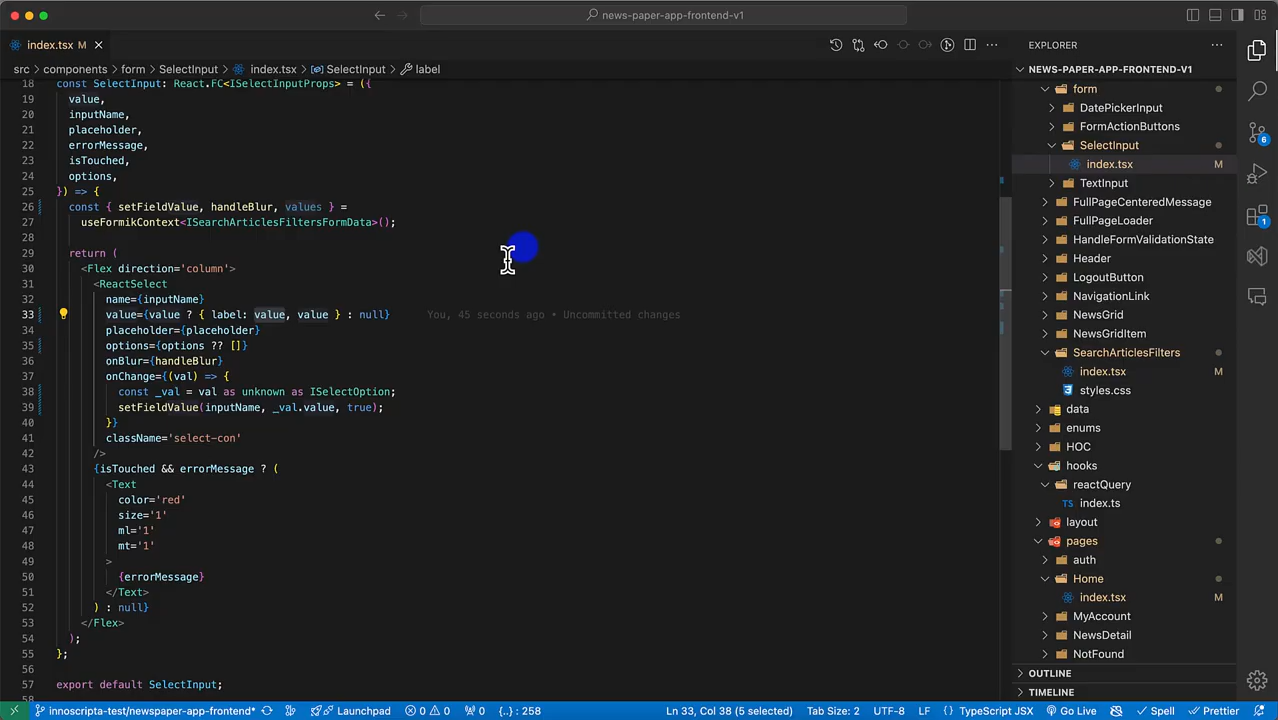 news-paper-app-frontend-v1
index.tsx M
src > components > form > SelectInput > index.tsx > SelectInput > label
18 const SelectInput: React.FC<ISelectInputProps> = ({
19 value,
20 inputName,
21 placeholder,
22 errorMessage,
23 isTouched,
24 options,
25 }) => {
26 const { setFieldValue, handleBlur, values } =
27 useFormikContext<ISearchArticlesFiltersFormData>();
28
29 return (
30 <Flex direction='column'>
31 <ReactSelect
32 name={inputName}
33 value={value ? { label: value, value } : null} You, 45 seconds ago • Uncommitted changes
34 placeholder={placeholder}
35 options={options ?? []}
36 onBlur={handleBlur}
37 onChange={(val) => {
38 const _val = val as unknown as ISelectOption;
39 setFieldValue(inputName, _val.value, true);
40 }}
41 className='select-con'
42 />
43 {isTouched && errorMessage ? (
44 <Text
45 color='red'
46 size='1'
47 ml='1'
48 mt='1'
49 >
50 {errorMessage}
51 </Text>
52 ) : null}
53 </Flex>
54 );
55 };
56
57 export default SelectInput;
58
EXPLORER
NEWS-PAPER-APP-FRONTEND-V1
form
DatePickerInput
FormActionButtons
SelectInput
index.tsx M
TextInput
FullPageCenteredMessage
FullPageLoader
HandleFormValidationState
Header
LogoutButton
NavigationLink
NewsGrid
NewsGridItem
SearchArticlesFilters
index.tsx M
styles.css
data
enums
HOC
hooks
reactQuery
TS index.ts
layout
pages
auth
Home
index.tsx M
MyAccount
NewsDetail
NotFound
OUTLINE
TIMELINE
6
1
innoscripta-test/newspaper-app-frontend* Launchpad 0 0 0 {..} : 258 Ln 33, Col 38 (5 selected) Tab Size: 2 UTF-8 LF {} TypeScript JSX Go Live Spell Prettier